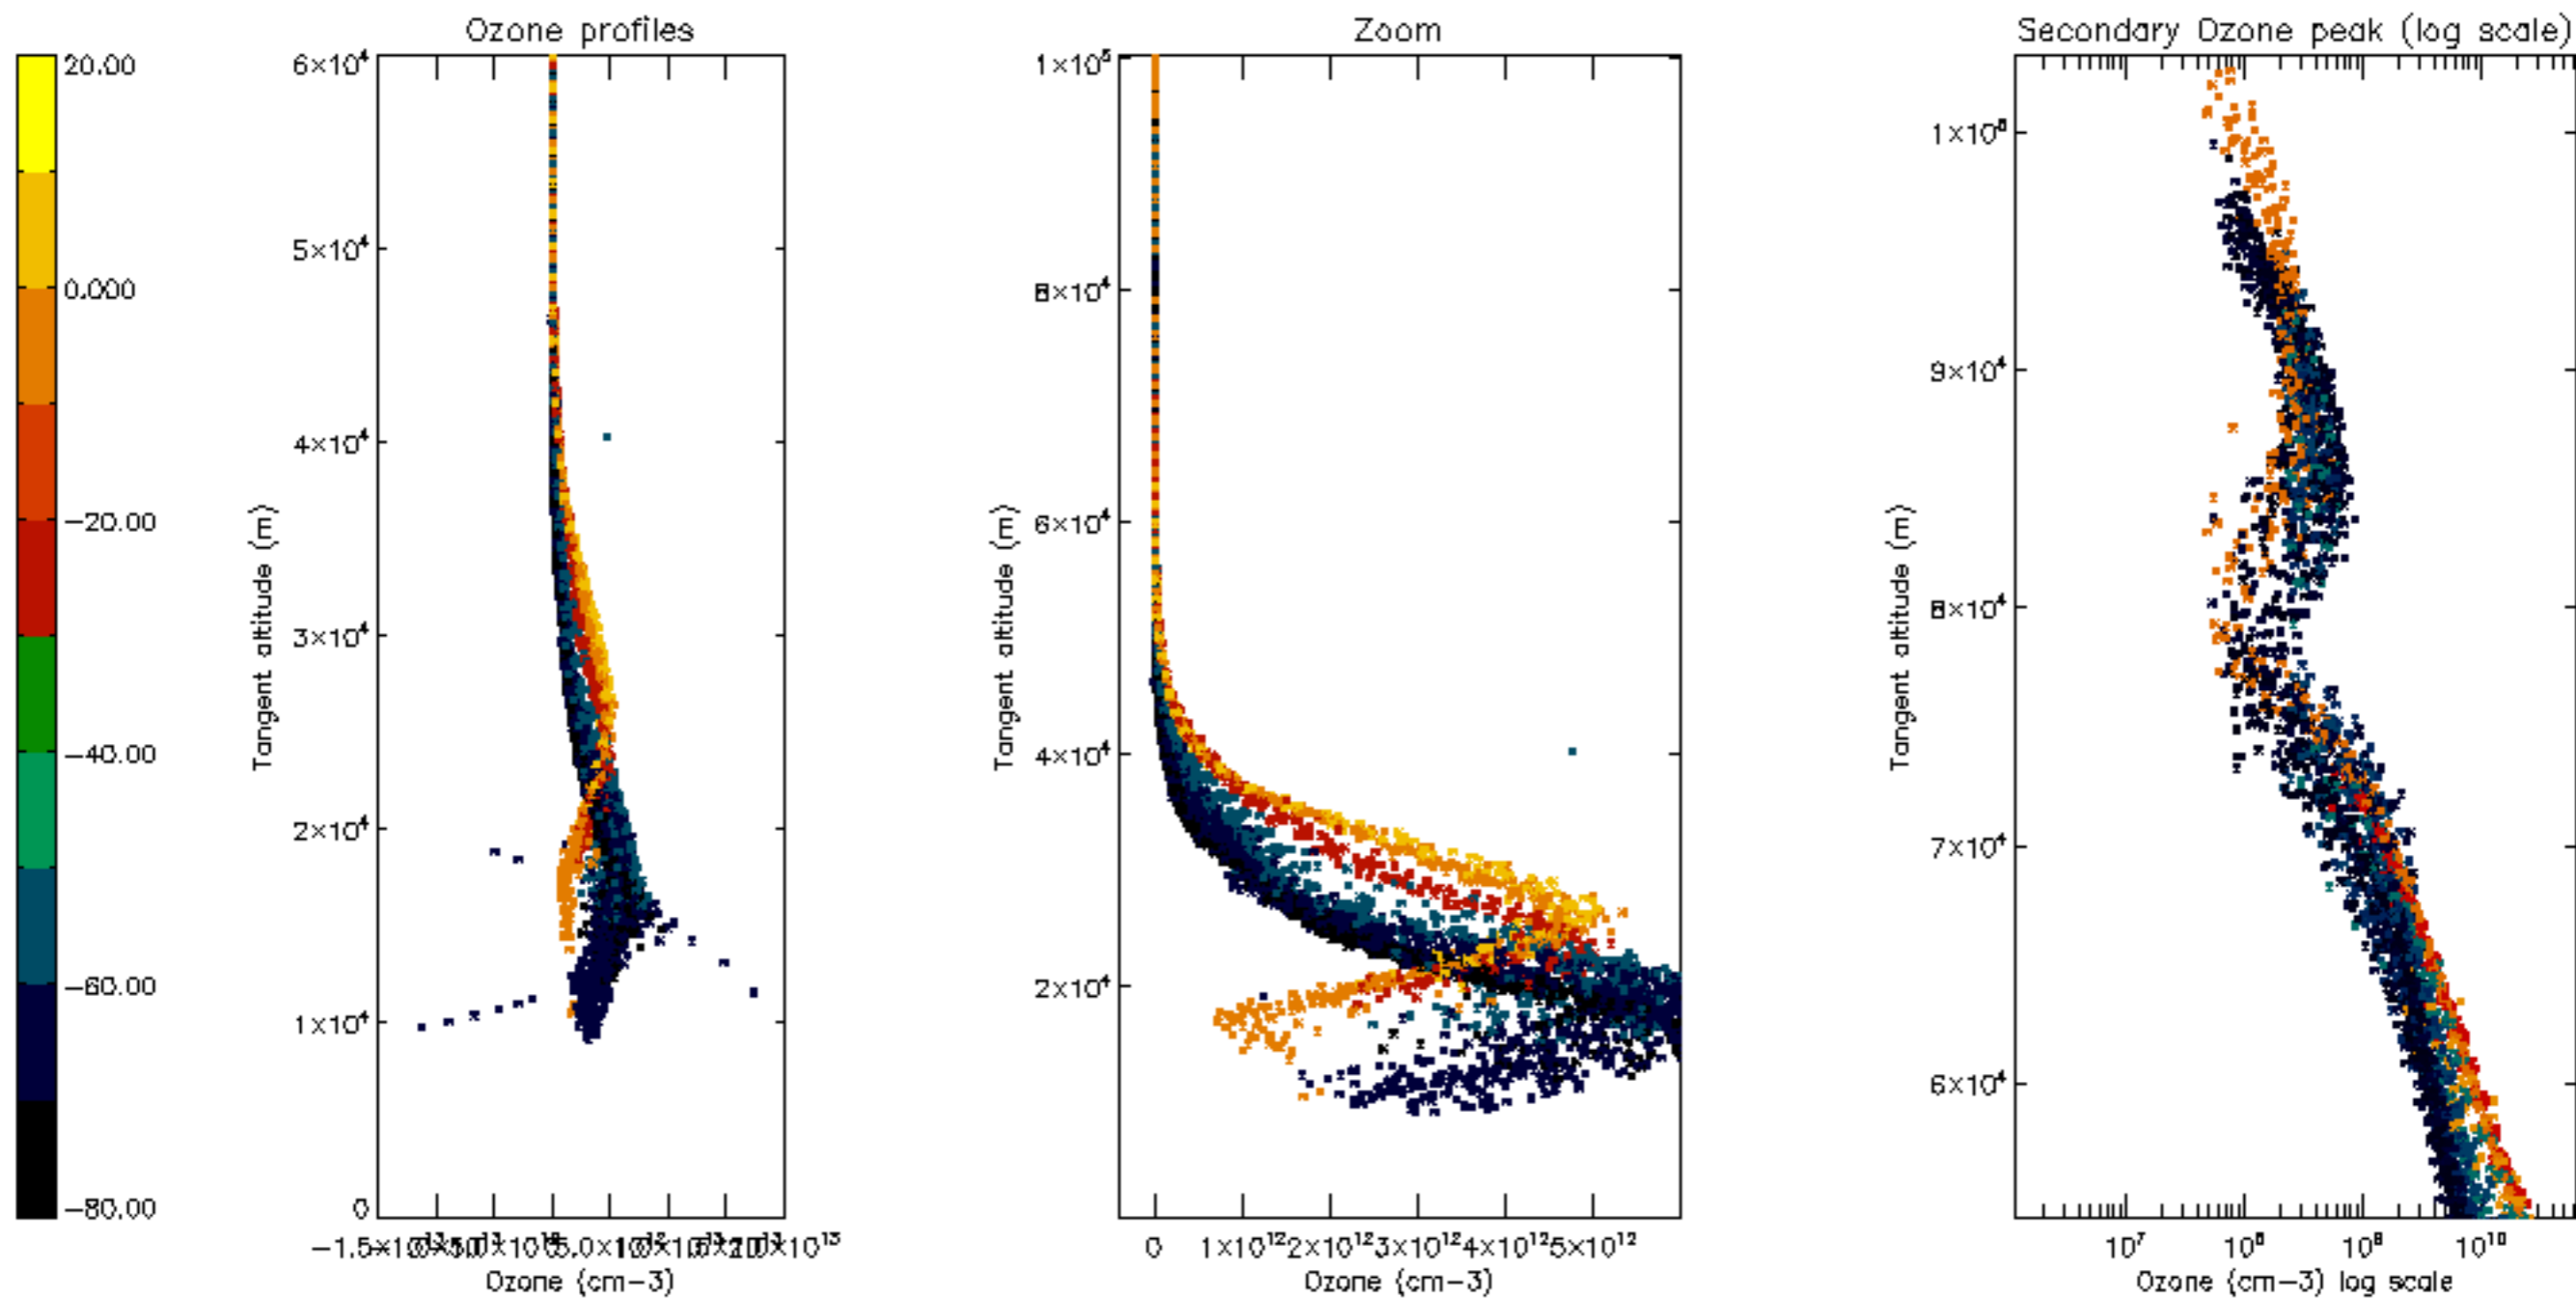 Ozone profiles
Zoom
Secondary Ozone peak (log scale)
20.00
0.000
−20.00
−40.00
−60.00
−80.00
6×10⁴
5×10⁴
4×10⁴
3×10⁴
2×10⁴
1×10⁴
0
Tangent altitude (m)
Ozone (cm−3)
1×10⁵
8×10⁴
6×10⁴
4×10⁴
2×10⁴
Tangent altitude (m)
0 1×10¹² 2×10¹² 3×10¹² 4×10¹² 5×10¹²
Ozone (cm−3)
9×10⁴
8×10⁴
7×10⁴
6×10⁴
Tangent altitude (m)
10⁷ 10⁸ 10⁹ 10¹⁰
Ozone (cm−3) log scale